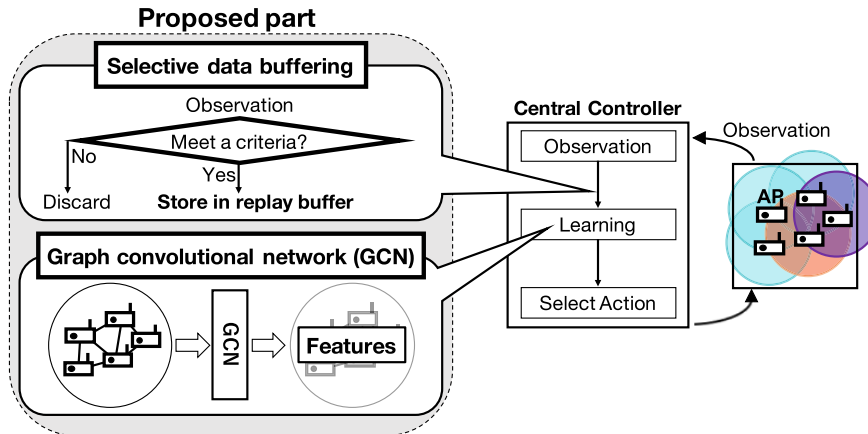 Proposed part
Selective data buffering
Observation
Meet a criteria?
No
Yes
Discard
Store in replay buffer
Graph convolutional network (GCN)
GCN
Features
Central Controller
Observation
Learning
Select Action
Observation
AP